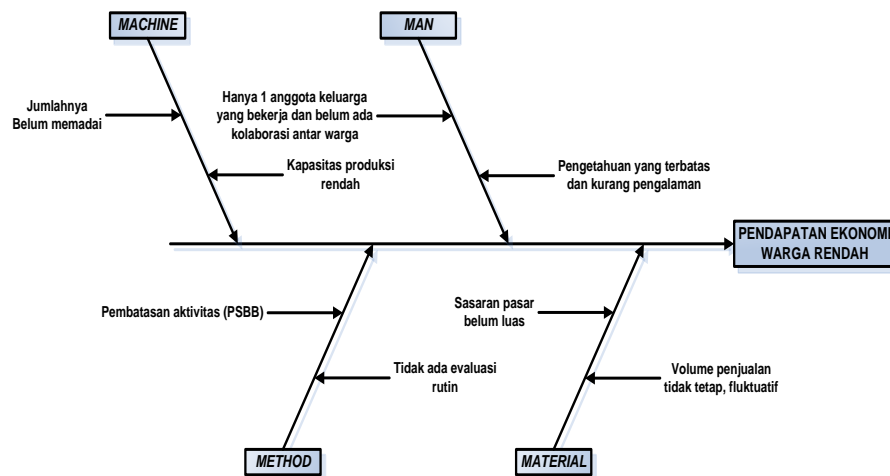 MACHINE
MAN
Jumlahnya
Belum memadai
Hanya 1 anggota keluarga
yang bekerja dan belum ada
kolaborasi antar warga
Kapasitas produksi
rendah
Pengetahuan yang terbatas
dan kurang pengalaman
PENDAPATAN EKONOMI
WARGA RENDAH
Pembatasan aktivitas (PSBB)
Sasaran pasar
belum luas
Tidak ada evaluasi
rutin
Volume penjualan
tidak tetap, fluktuatif
METHOD
MATERIAL